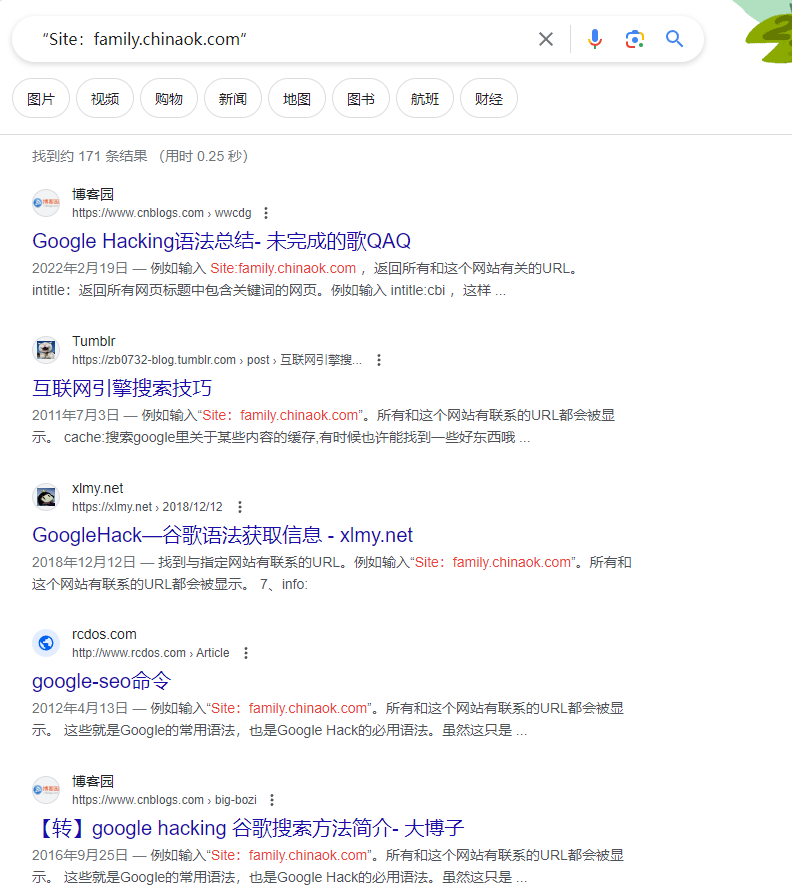 “Site：family.chinaok.com“
图片
视频
购物
新闻
地图
图书
航班
财经
找到约 171 条结果 （用时 0.25 秒）
博客园
https://www.cnblogs.com › wwcdg
Google Hacking语法总结- 未完成的歌QAQ
2022年2月19日 — 例如输入 Site:family.chinaok.com ，返回所有和这个网站有关的URL。
intitle：返回所有网页标题中包含关键词的网页。例如输入 intitle:cbi ，这样 ...
Tumblr
https://zb0732-blog.tumblr.com › post › 互联网引擎搜...
互联网引擎搜索技巧
2011年7月3日 — 例如输入“Site：family.chinaok.com”。所有和这个网站有联系的URL都会被显
示。 cache:搜索google里关于某些内容的缓存,有时候也许能找到一些好东西哦 ...
xlmy.net
https://xlmy.net › 2018/12/12
GoogleHack—谷歌语法获取信息 - xlmy.net
2018年12月12日 — 找到与指定网站有联系的URL。例如输入“Site：family.chinaok.com”。所有和
这个网站有联系的URL都会被显示。 7、info:
rcdos.com
http://www.rcdos.com › Article
google-seo命令
2012年4月13日 — 例如输入“Site：family.chinaok.com”。所有和这个网站有联系的URL都会被显
示。 这些就是Google的常用语法，也是Google Hack的必用语法。虽然这只是 ...
博客园
https://www.cnblogs.com › big-bozi
【转】google hacking 谷歌搜索方法简介- 大博子
2016年9月25日 — 例如输入“Site：family.chinaok.com”。所有和这个网站有联系的URL都会被显
示。 这些就是Google的常用语法，也是Google Hack的必用语法。虽然这只是 ...